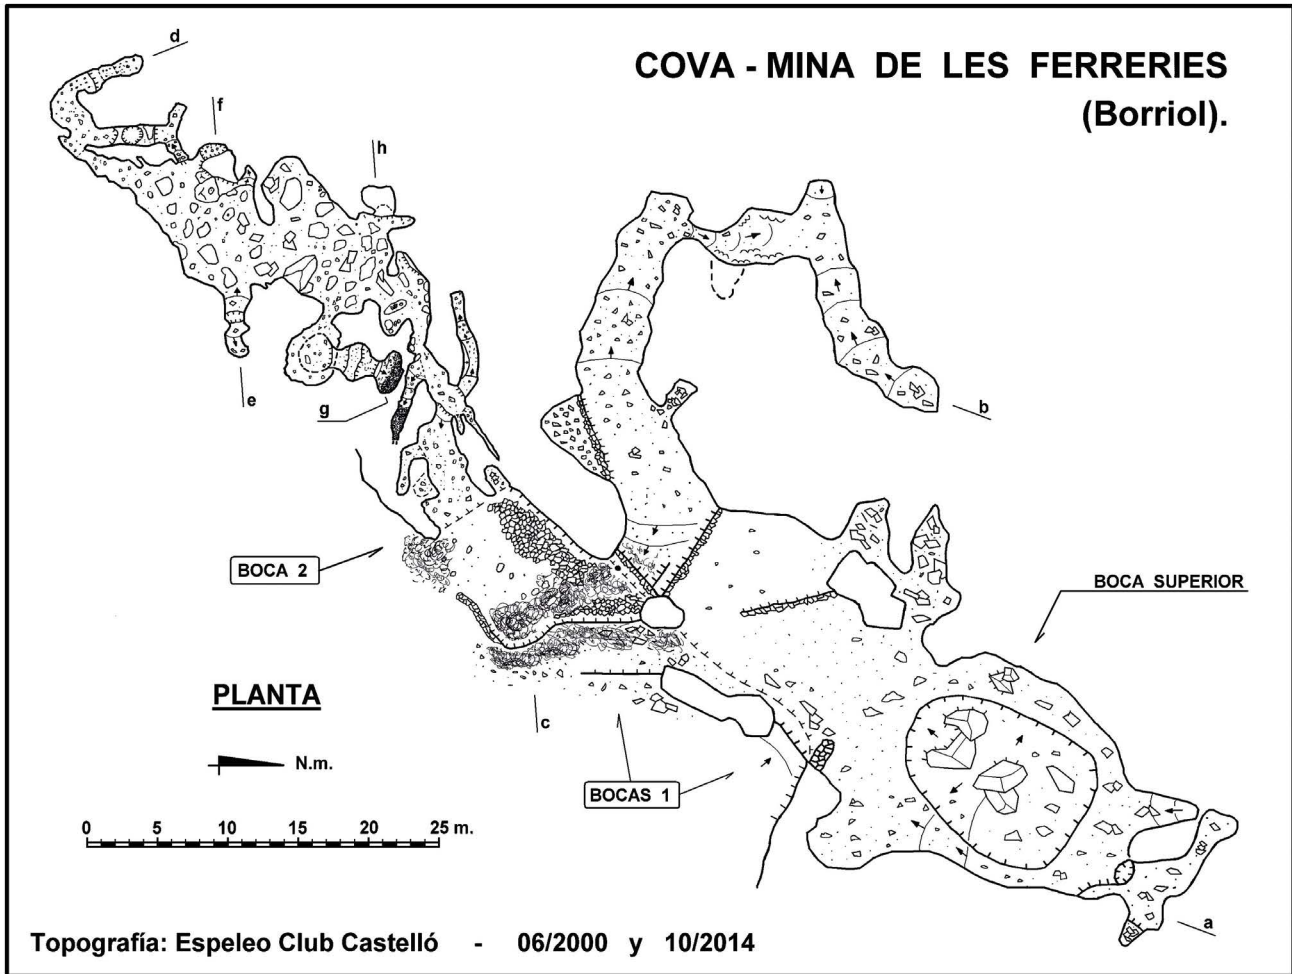 COVA - MINA DE LES FERRERIES
(Borriol).
d
f
h
e
g
b
BOCA 2
BOCA SUPERIOR
PLANTA
c
N.m.
BOCAS 1
0 5 10 15 20 25 m.
a
Topografía: Espeleo Club Castelló - 06/2000 y 10/2014